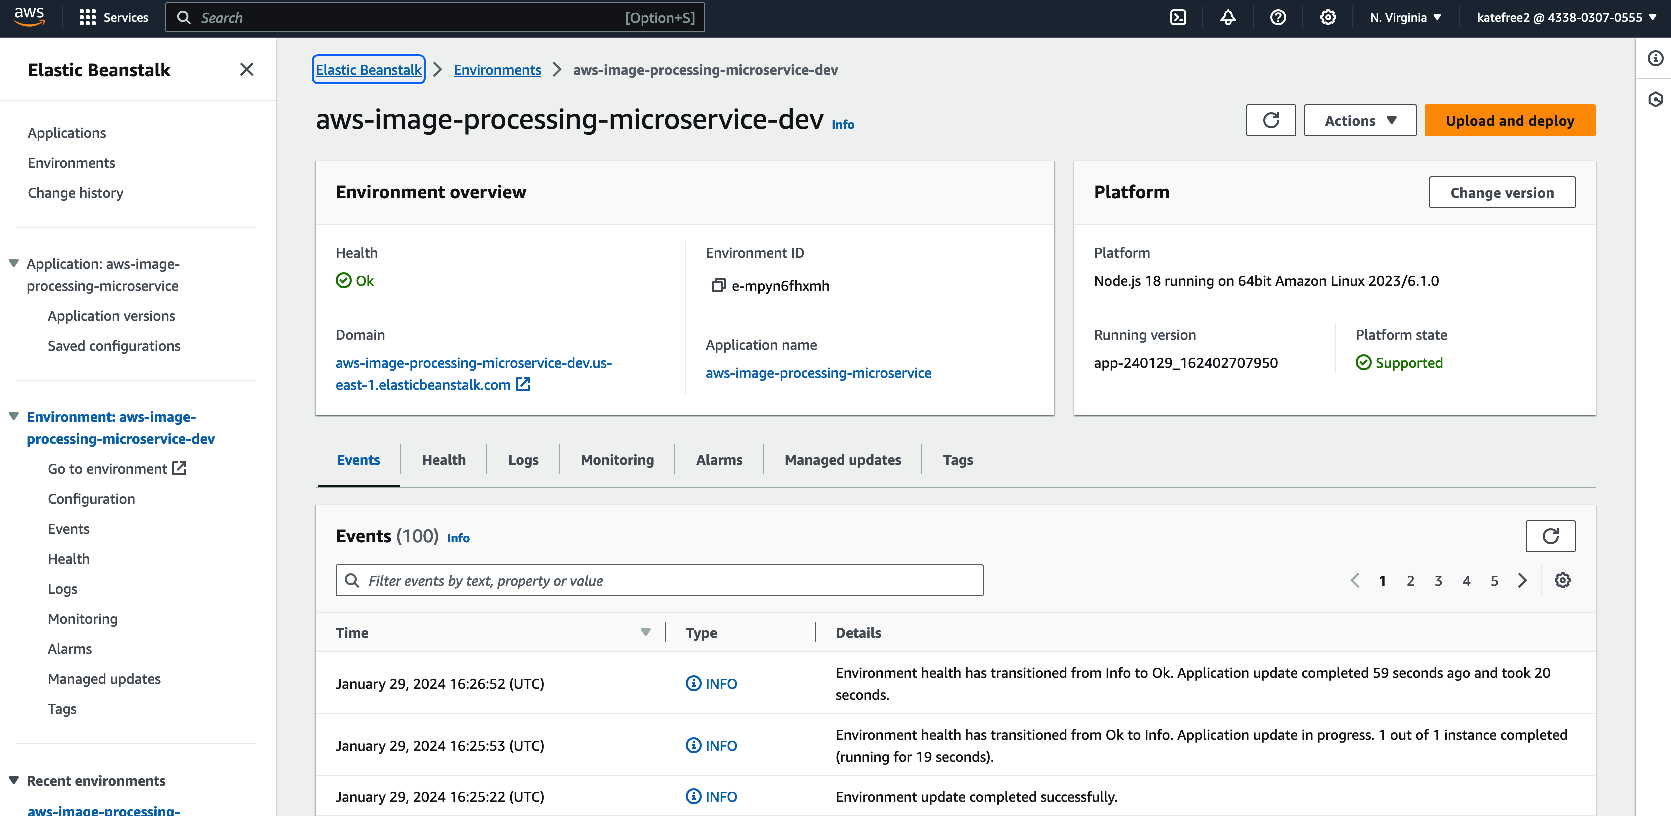 aws
Services
Search
[Option+S]
N. Virginia
katefree2 @ 4338-0307-0555
Elastic Beanstalk
Applications
Environments
Change history
Application: aws-image-
processing-microservice
Application versions
Saved configurations
Environment: aws-image-
processing-microservice-dev
Go to environment
Configuration
Events
Health
Logs
Monitoring
Alarms
Managed updates
Tags
Recent environments
aws-image-processing-
Elastic Beanstalk > Environments > aws-image-processing-microservice-dev
aws-image-processing-microservice-dev Info
Actions
Upload and deploy
Environment overview
Health
Ok
Domain
aws-image-processing-microservice-dev.us-
east-1.elasticbeanstalk.com
Environment ID
e-mpyn6fhxmh
Application name
aws-image-processing-microservice
Platform
Change version
Platform
Node.js 18 running on 64bit Amazon Linux 2023/6.1.0
Running version
app-240129_162402707950
Platform state
Supported
Events Health Logs Monitoring Alarms Managed updates Tags
Events (100) Info
Filter events by text, property or value
1 2 3 4 5
Time Type Details
January 29, 2024 16:26:52 (UTC) INFO Environment health has transitioned from Info to Ok. Application update completed 59 seconds ago and took 20
seconds.
January 29, 2024 16:25:53 (UTC) INFO Environment health has transitioned from Ok to Info. Application update in progress. 1 out of 1 instance completed
(running for 19 seconds).
January 29, 2024 16:25:22 (UTC) INFO Environment update completed successfully.